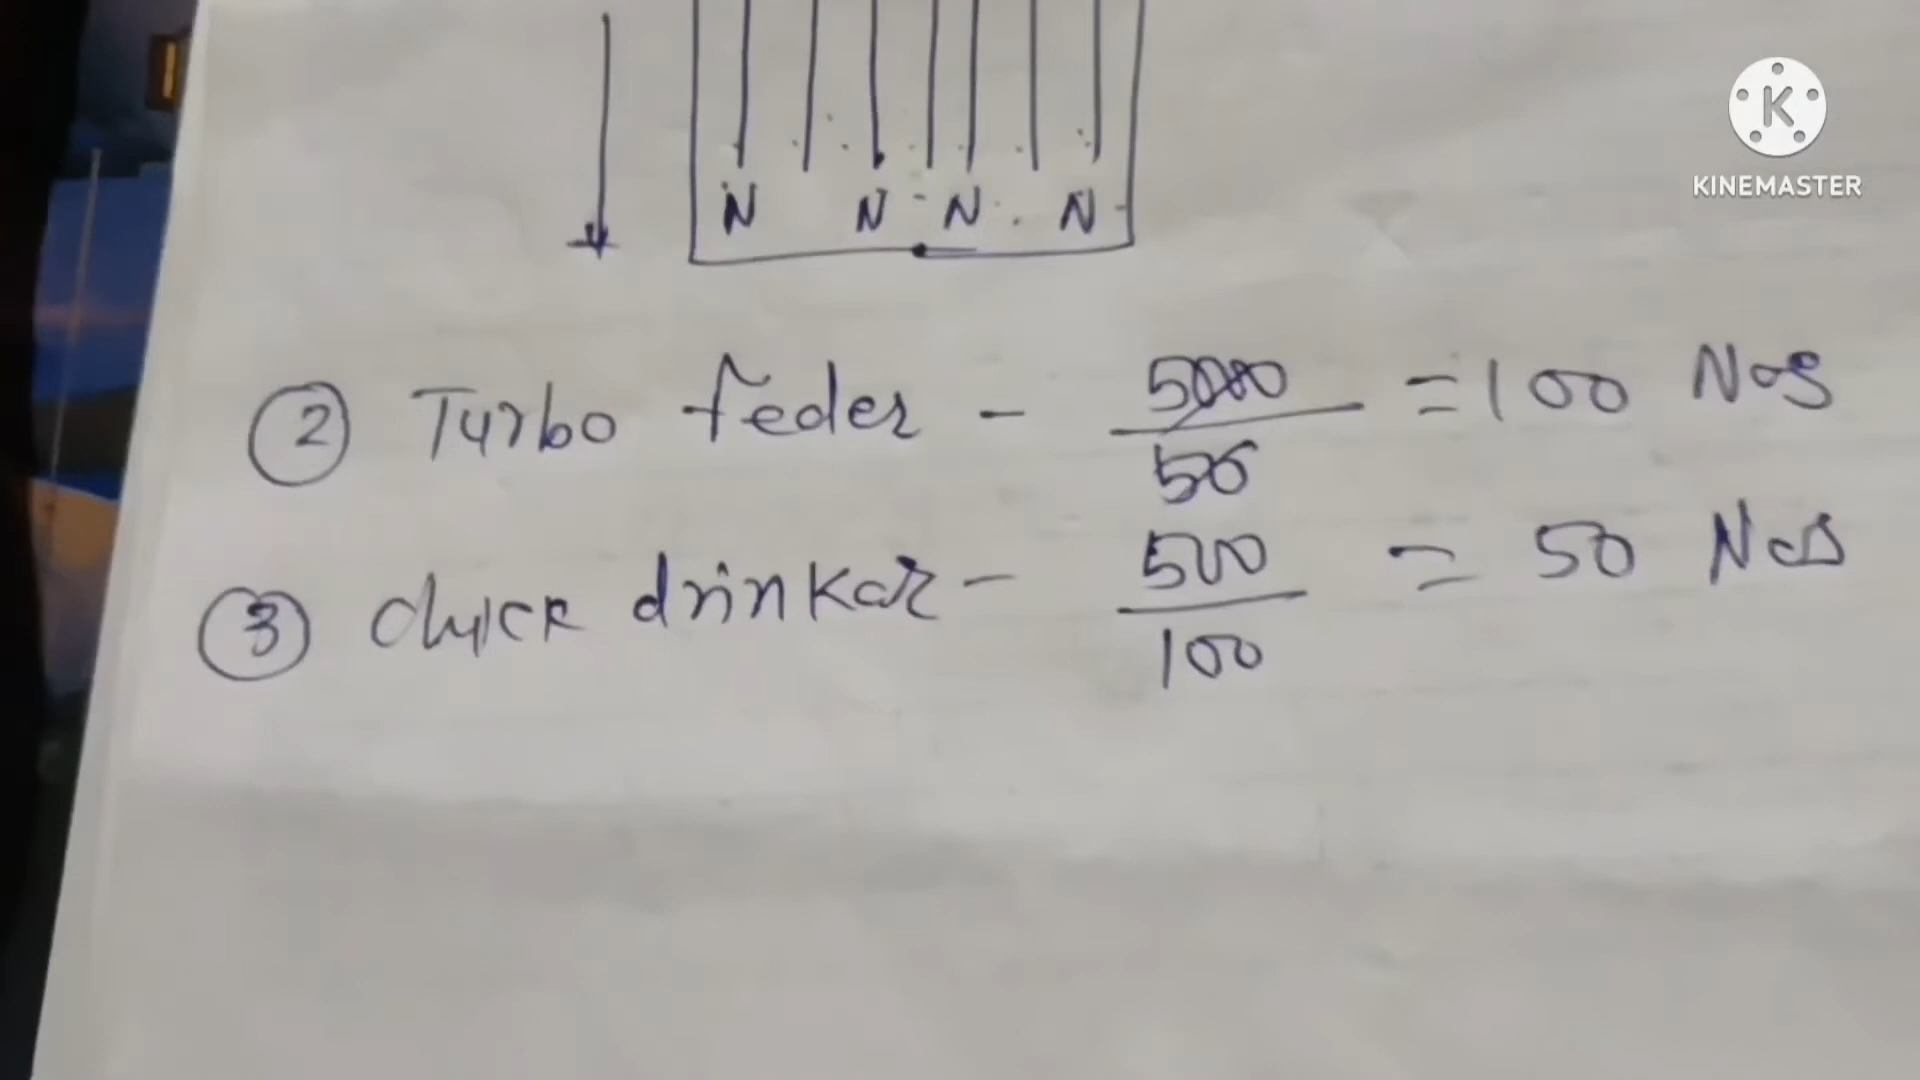 KINEMASTER
N N N N
② Turbo feder - 5000/50 = 100 Nos
③ chick drinkar - 500/100 = 50 Nos